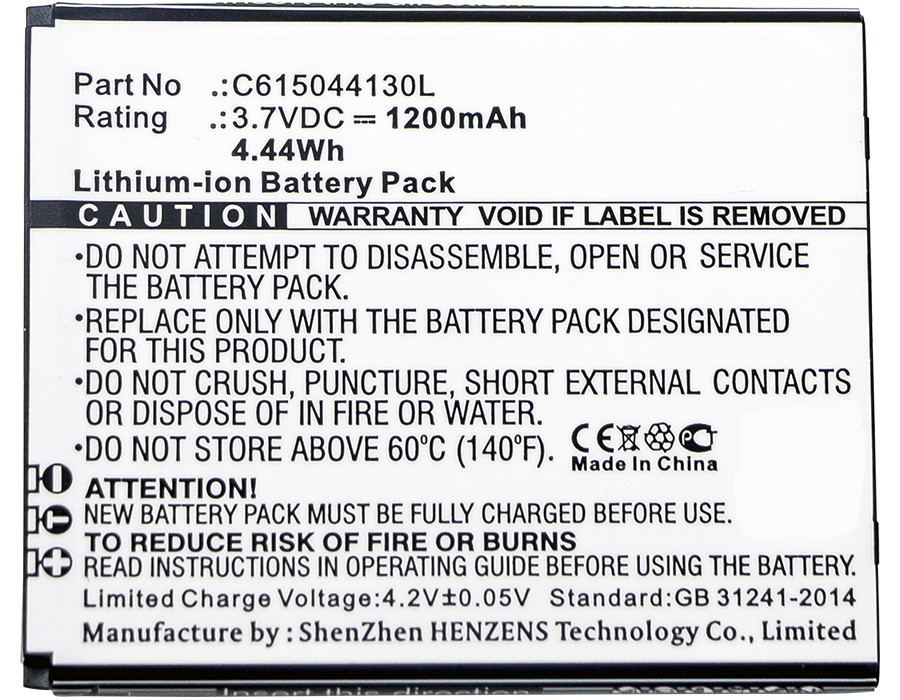 Part No .:C615044130L
Rating .:3.7VDC ⎓ 1200mAh
4.44Wh
Lithium-ion Battery Pack
CAUTION WARRANTY VOID IF LABEL IS REMOVED
•DO NOT ATTEMPT TO DISASSEMBLE, OPEN OR SERVICE
THE BATTERY PACK.
•REPLACE ONLY WITH THE BATTERY PACK DESIGNATED
FOR THIS PRODUCT.
•DO NOT CRUSH, PUNCTURE, SHORT EXTERNAL CONTACTS
OR DISPOSE OF IN FIRE OR WATER.
•DO NOT STORE ABOVE 60°C (140°F).
CE PCT
Made In China
ATTENTION!
NEW BATTERY PACK MUST BE FULLY CHARGED BEFORE USE.
TO REDUCE RISK OF FIRE OR BURNS
READ INSTRUCTIONS IN OPERATING GUIDE BEFORE USING THE BATTERY.
Limited Charge Voltage:4.2V±0.05V Standard:GB 31241-2014
Manufacture by : ShenZhen HENZENS Technology Co., Limited